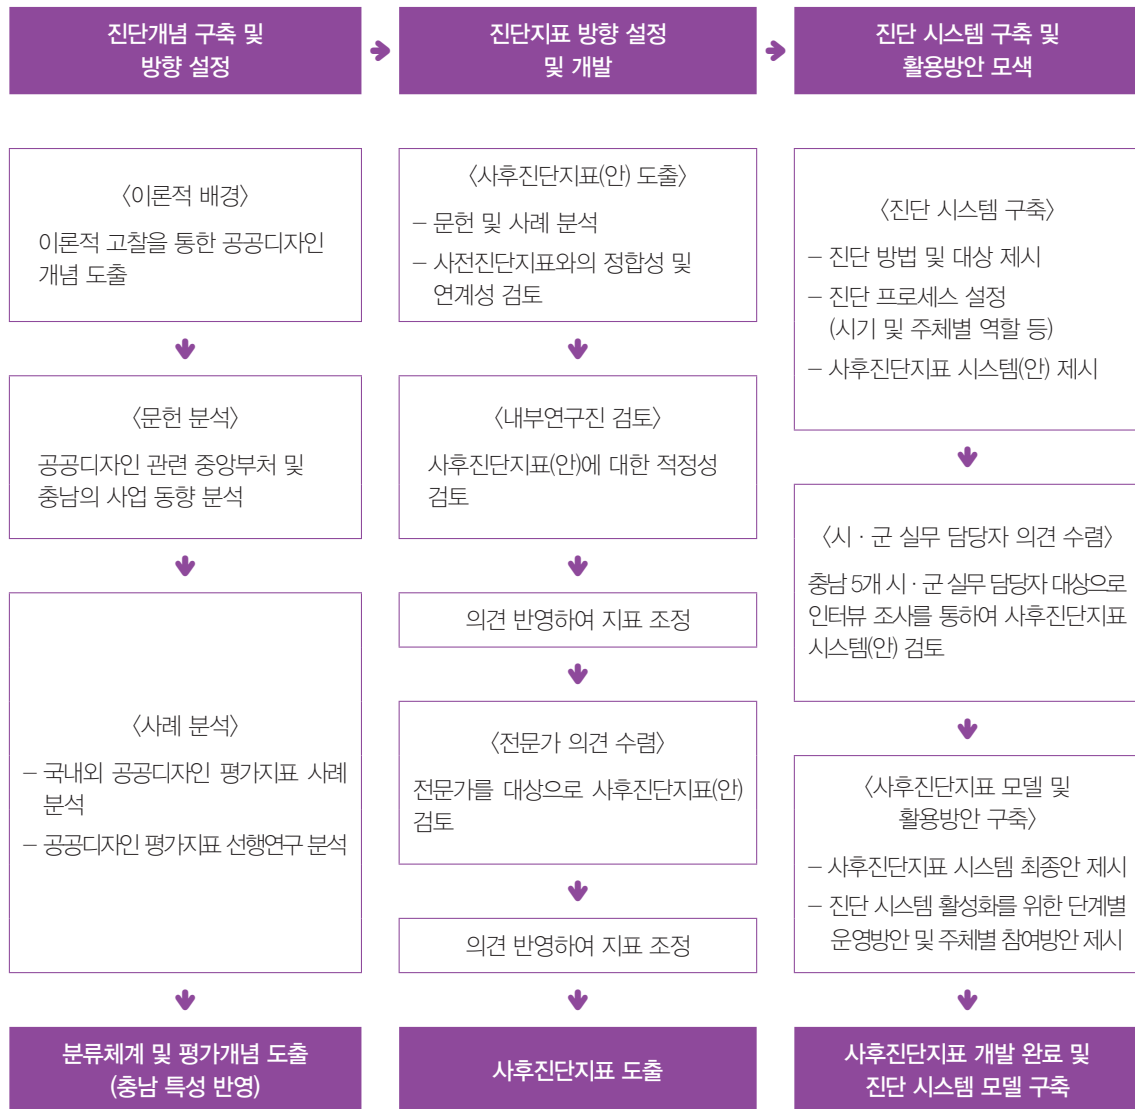 진단개념 구축 및
방향 설정
진단지표 방향 설정
및 개발
진단 시스템 구축 및
활용방안 모색
〈이론적 배경〉
이론적 고찰을 통한 공공디자인
개념 도출
〈문헌 분석〉
공공디자인 관련 중앙부처 및
충남의 사업 동향 분석
〈사례 분석〉
– 국내외 공공디자인 평가지표 사례
분석
– 공공디자인 평가지표 선행연구 분석
분류체계 및 평가개념 도출
(충남 특성 반영)
〈사후진단지표(안) 도출〉
– 문헌 및 사례 분석
– 사전진단지표와의 정합성 및
연계성 검토
〈내부연구진 검토〉
사후진단지표(안)에 대한 적정성
검토
의견 반영하여 지표 조정
〈전문가 의견 수렴〉
전문가를 대상으로 사후진단지표(안)
검토
의견 반영하여 지표 조정
사후진단지표 도출
〈진단 시스템 구축〉
– 진단 방법 및 대상 제시
– 진단 프로세스 설정
(시기 및 주체별 역할 등)
– 사후진단지표 시스템(안) 제시
〈시 · 군 실무 담당자 의견 수렴〉
충남 5개 시 · 군 실무 담당자 대상으로
인터뷰 조사를 통하여 사후진단지표
시스템(안) 검토
〈사후진단지표 모델 및
활용방안 구축〉
– 사후진단지표 시스템 최종안 제시
– 진단 시스템 활성화를 위한 단계별
운영방안 및 주체별 참여방안 제시
사후진단지표 개발 완료 및
진단 시스템 모델 구축